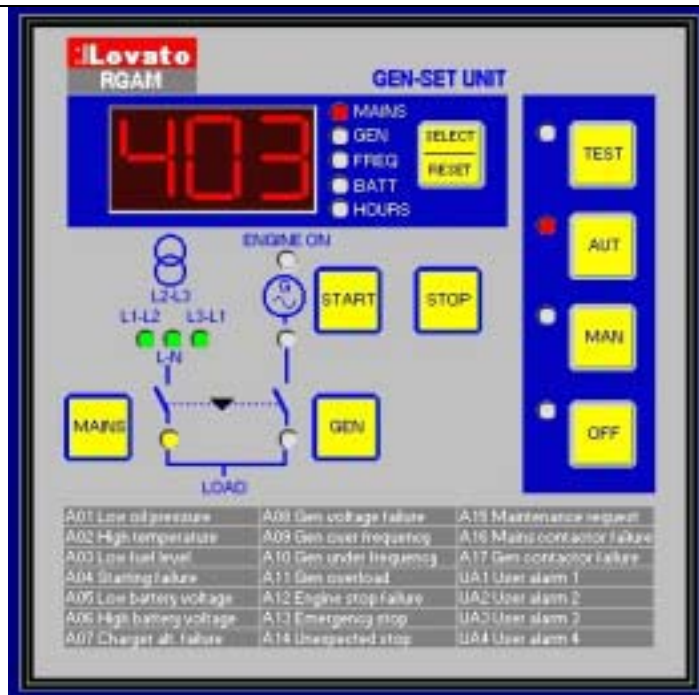 Lovato
RGAM
GEN-SET UNIT
403
MAINS
GEN
FREQ
BATT
HOURS
SELECT
RESET
TEST
AUT
MAN
OFF
ENGINE ON
G
START
STOP
L2-L3
L1-L2 L3-L1
L-N
MAINS
GEN
LOAD
A01 Low oil pressure
A02 High temperature
A03 Low fuel level
A04 Starting failure
A05 Low battery voltage
A06 High battery voltage
A07 Charger alt. failure
A08 Gen voltage failure
A09 Gen over frequency
A10 Gen under frequency
A11 Gen overload
A12 Engine stop failure
A13 Emergency stop
A14 Unexpected stop
A15 Maintenance request
A16 Mains contactor failure
A17 Gen contactor failure
UA1 User alarm 1
UA2 User alarm 2
UA3 User alarm 3
UA4 User alarm 4